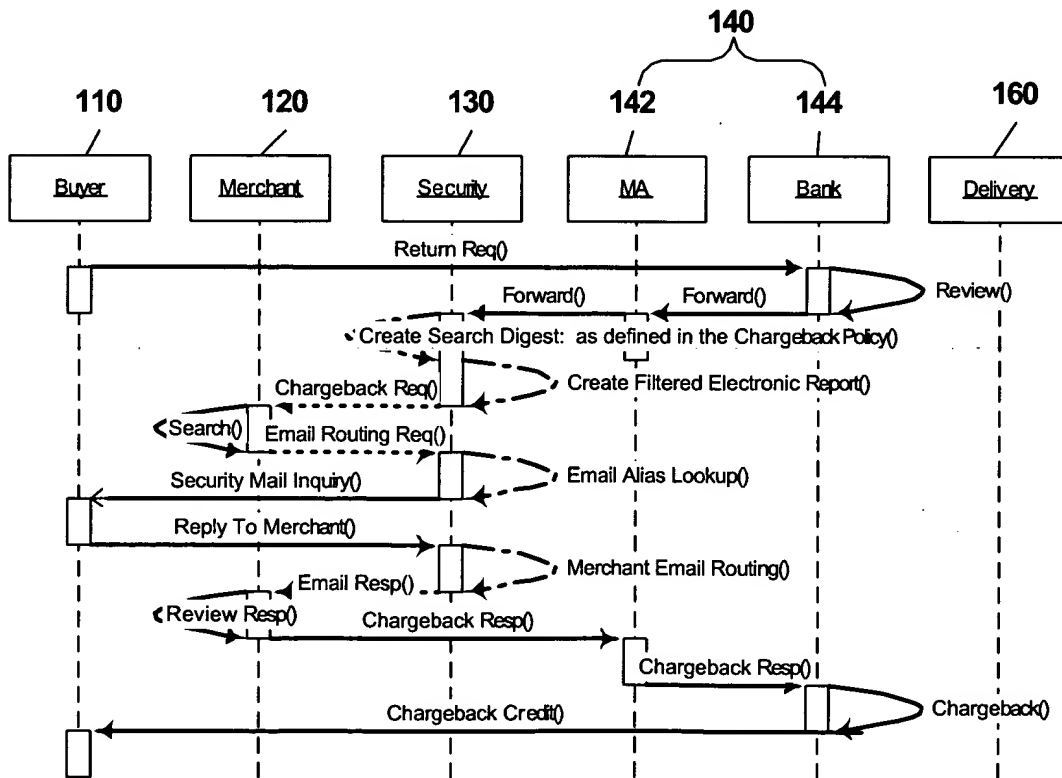 140
110 120 130 142 144 160
Buyer Merchant Security MA Bank Delivery
Return Req()
Review()
Forward() Forward()
Create Search Digest: as defined in the Chargeback Policy()
Create Filtered Electronic Report()
Chargeback Req()
Search() Email Routing Req()
Email Alias Lookup()
Security Mail Inquiry()
Reply To Merchant()
Merchant Email Routing()
Email Resp()
Review Resp() Chargeback Resp()
Chargeback Resp()
Chargeback Credit() Chargeback()